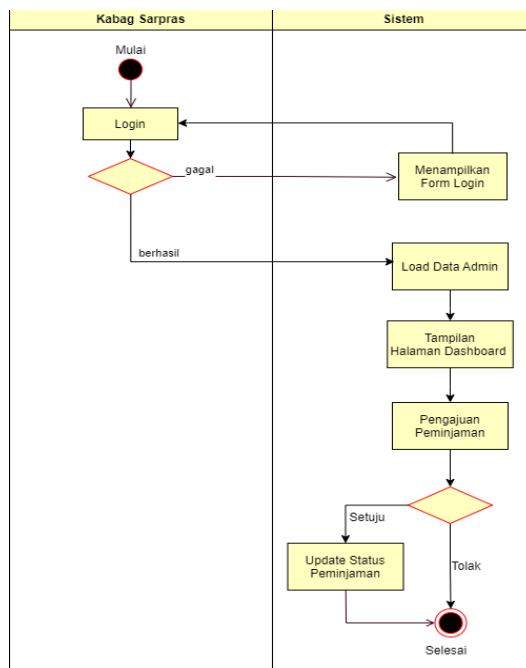 Kabag Sarpras
Sistem
Mulai
Login
gagal
Menampilkan
Form Login
berhasil
Load Data Admin
Tampilan
Halaman Dashboard
Pengajuan
Peminjaman
Setuju
Update Status
Peminjaman
Tolak
Selesai